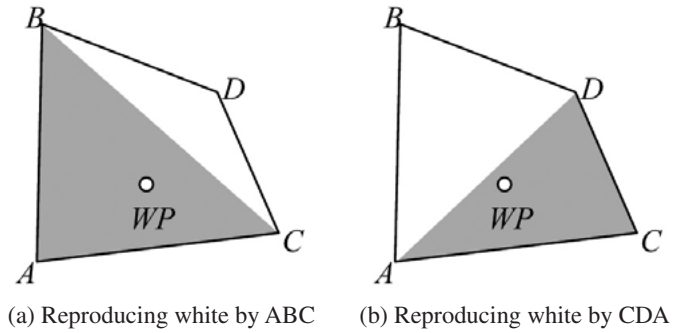 B
D
WP
A
C
(a) Reproducing white by ABC
B
D
WP
A
C
(b) Reproducing white by CDA